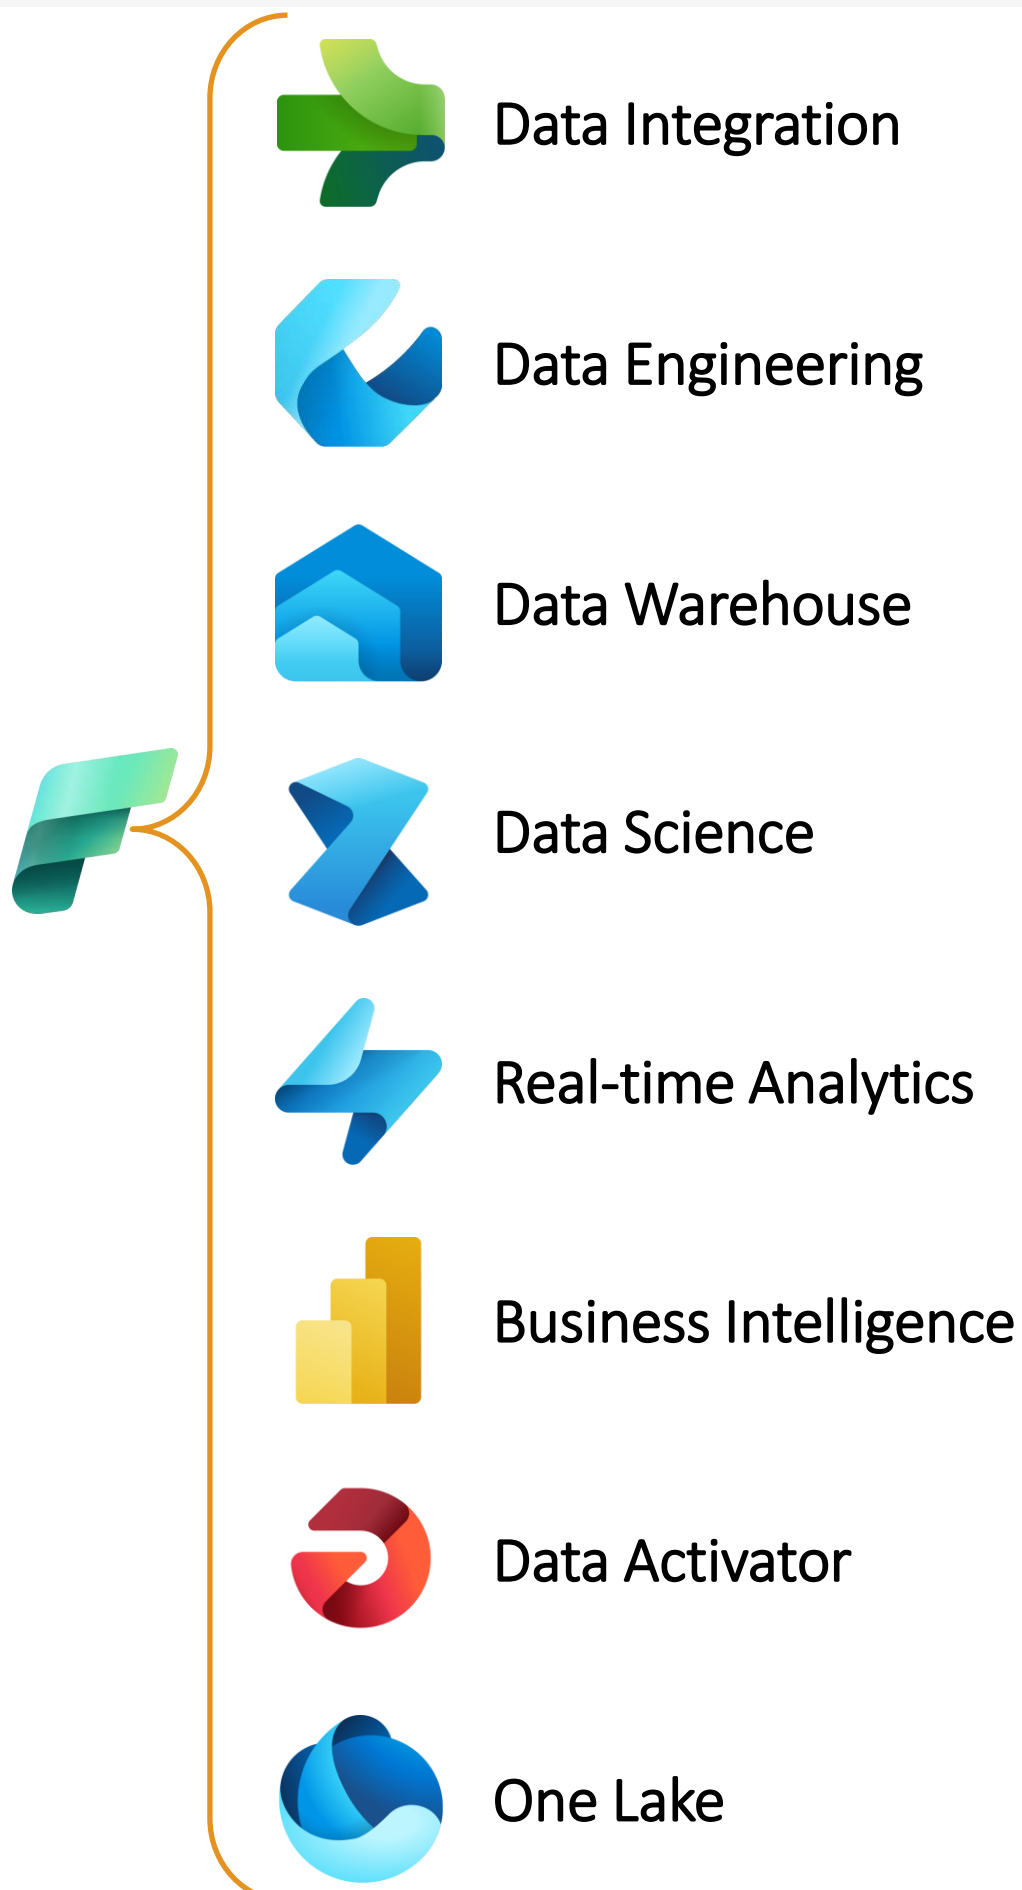 Data Integration
Data Engineering
Data Warehouse
Data Science
Real-time Analytics
Business Intelligence
Data Activator
One Lake